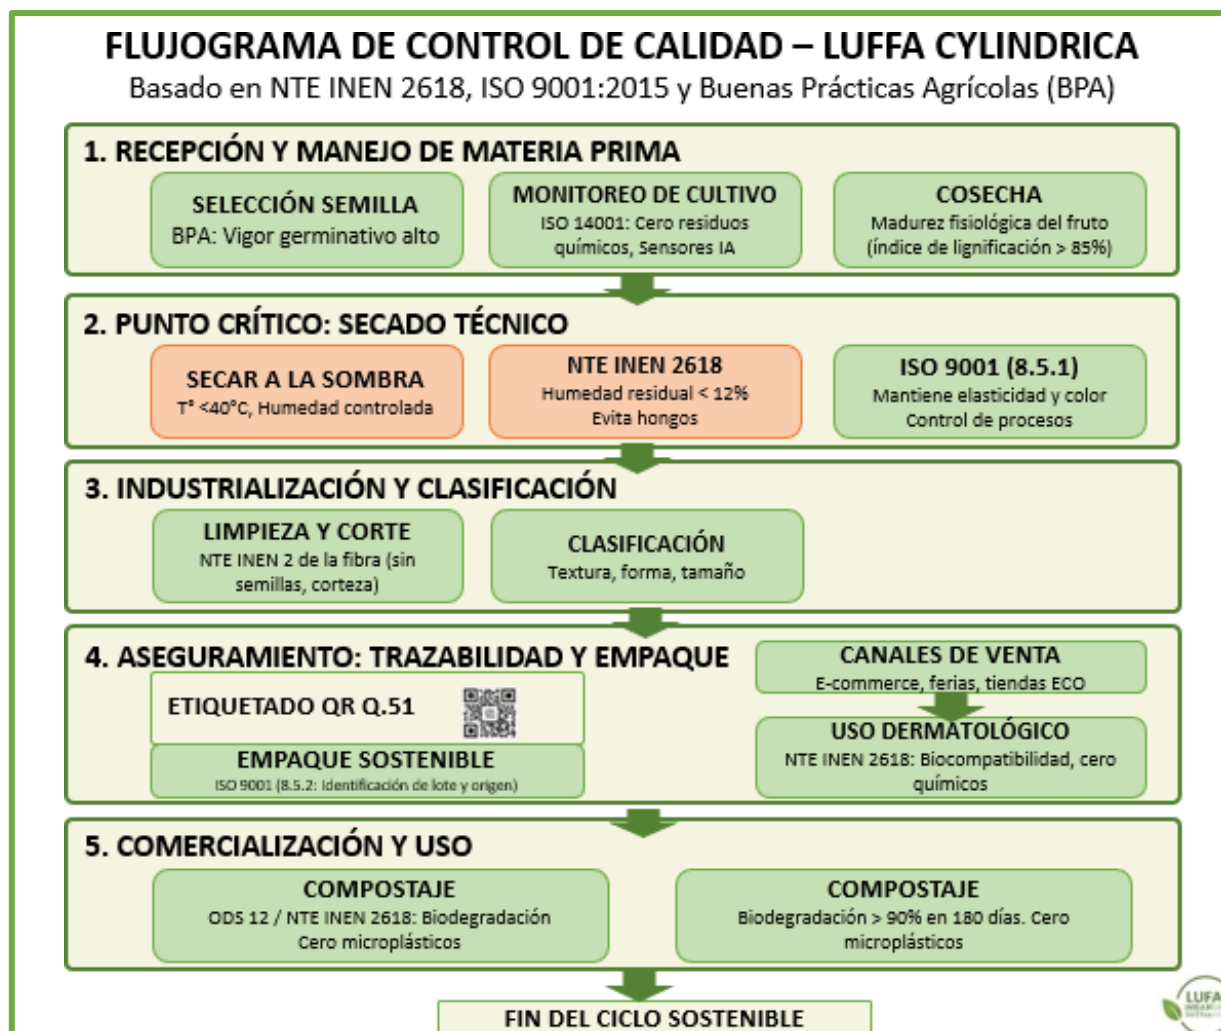 FLUJOGRAMA DE CONTROL DE CALIDAD – LUFFA CYLINDRICA
Basado en NTE INEN 2618, ISO 9001:2015 y Buenas Prácticas Agrícolas (BPA)
1. RECEPCIÓN Y MANEJO DE MATERIA PRIMA
SELECCIÓN SEMILLA
BPA: Vigor germinativo alto
MONITOREO DE CULTIVO
ISO 14001: Cero residuos
químicos, Sensores IA
COSECHA
Madurez fisiológica del fruto
(índice de lignificación > 85%)
2. PUNTO CRÍTICO: SECADO TÉCNICO
SECAR A LA SOMBRA
T° <40°C, Humedad controlada
NTE INEN 2618
Humedad residual < 12%
Evita hongos
ISO 9001 (8.5.1)
Mantiene elasticidad y color
Control de procesos
3. INDUSTRIALIZACIÓN Y CLASIFICACIÓN
LIMPIEZA Y CORTE
NTE INEN 2 de la fibra (sin
semillas, corteza)
CLASIFICACIÓN
Textura, forma, tamaño
4. ASEGURAMIENTO: TRAZABILIDAD Y EMPAQUE
ETIQUETADO QR Q.51
EMPAQUE SOSTENIBLE
ISO 9001 (8.5.2: Identificación de lote y origen)
CANALES DE VENTA
E-commerce, ferias, tiendas ECO
USO DERMATOLÓGICO
NTE INEN 2618: Biocompatibilidad, cero
químicos
5. COMERCIALIZACIÓN Y USO
COMPOSTAJE
ODS 12 / NTE INEN 2618: Biodegradación
Cero microplásticos
COMPOSTAJE
Biodegradación > 90% en 180 días. Cero
microplásticos
FIN DEL CICLO SOSTENIBLE
LUFA